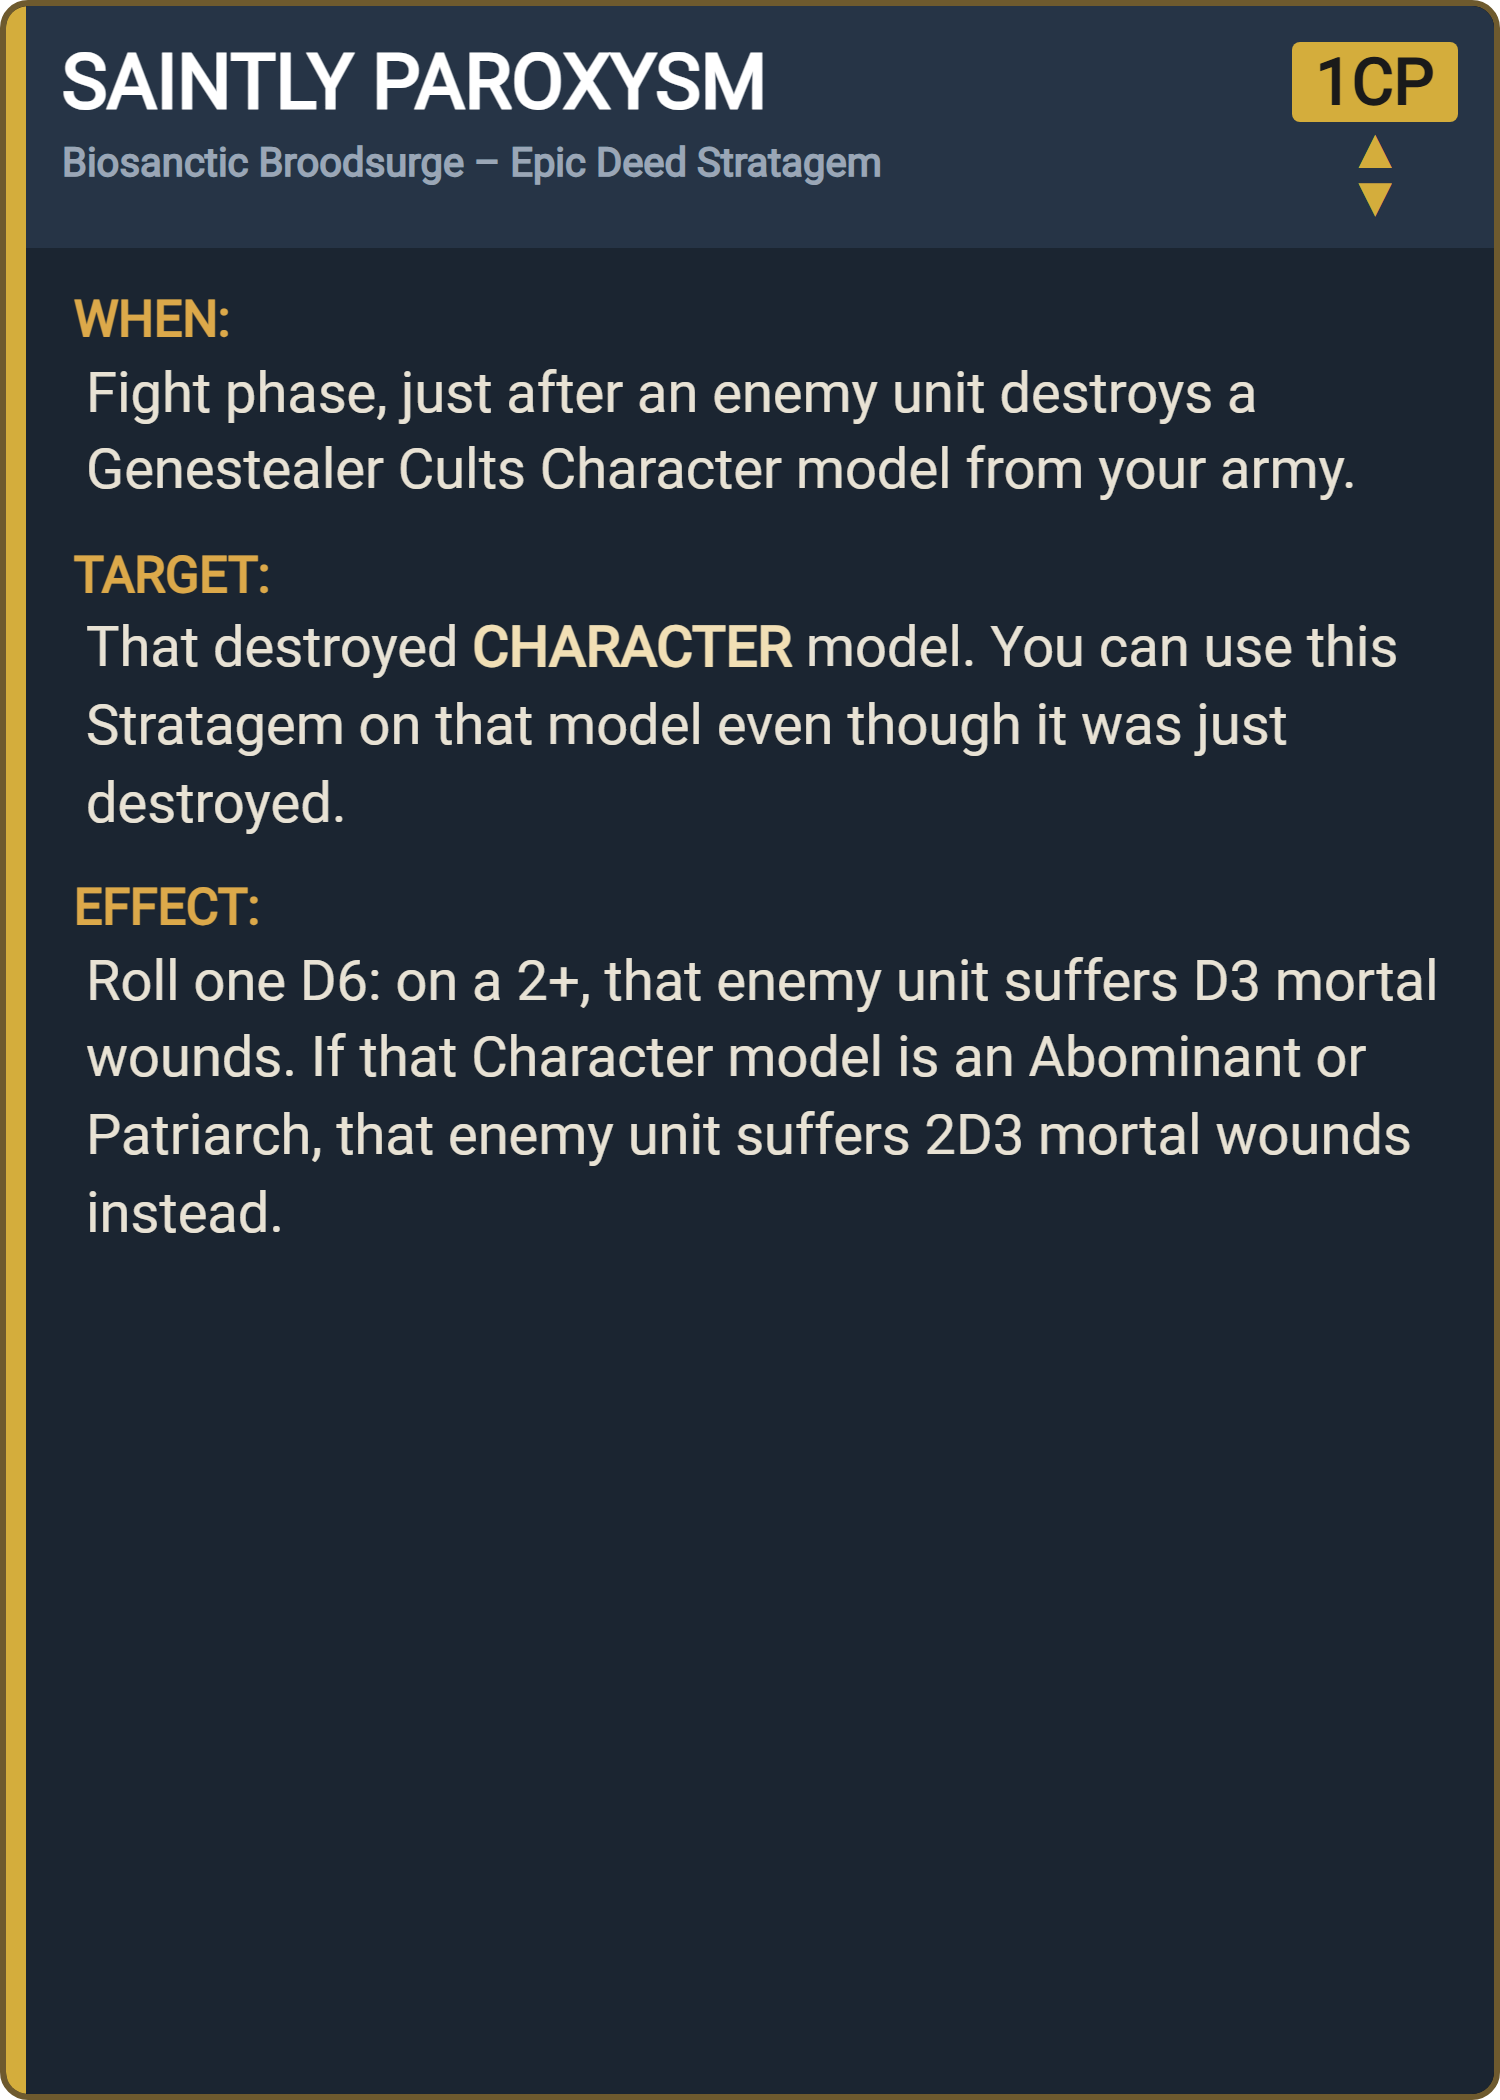 SAINTLY PAROXYSM
1CP
Biosanctic Broodsurge – Epic Deed Stratagem
WHEN:
Fight phase, just after an enemy unit destroys a
Genestealer Cults Character model from your army.
TARGET:
That destroyed CHARACTER model. You can use this
Stratagem on that model even though it was just
destroyed.
EFFECT:
Roll one D6: on a 2+, that enemy unit suffers D3 mortal
wounds. If that Character model is an Abominant or
Patriarch, that enemy unit suffers 2D3 mortal wounds
instead.